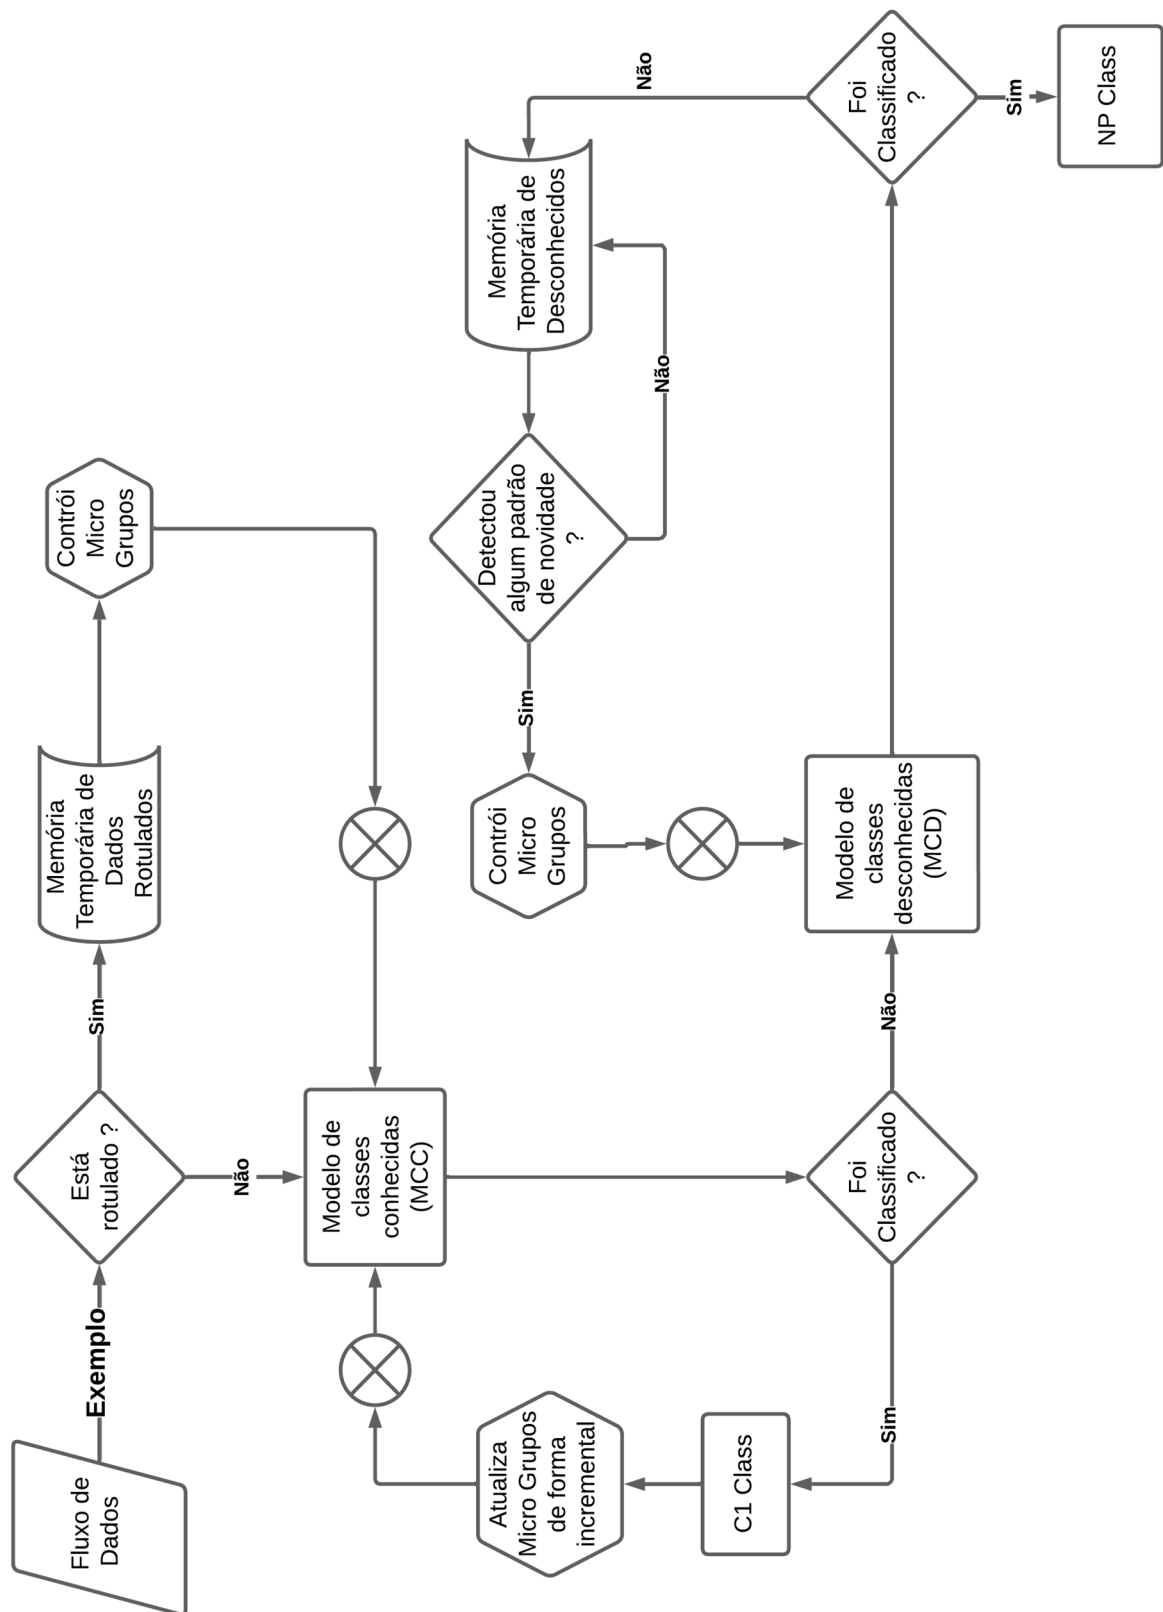 Fluxo de
Dados
Exemplo
Está
rotulado ?
Sim
Memória
Temporária de
Dados
Rotulados
Contrói
Micro
Grupos
Não
Modelo de
classes
conhecidas
(MCC)
Atualiza
Micro Grupos
de forma
incremental
C1 Class
Sim
Foi
Classificado
?
Não
Modelo de
classes
desconhecidas
(MCD)
Contrói
Micro
Grupos
Sim
Detectou
algum padrão
de novidade
?
Não
Memória
Temporária de
Desconhecidos
Não
Foi
Classificado
?
Sim
NP Class